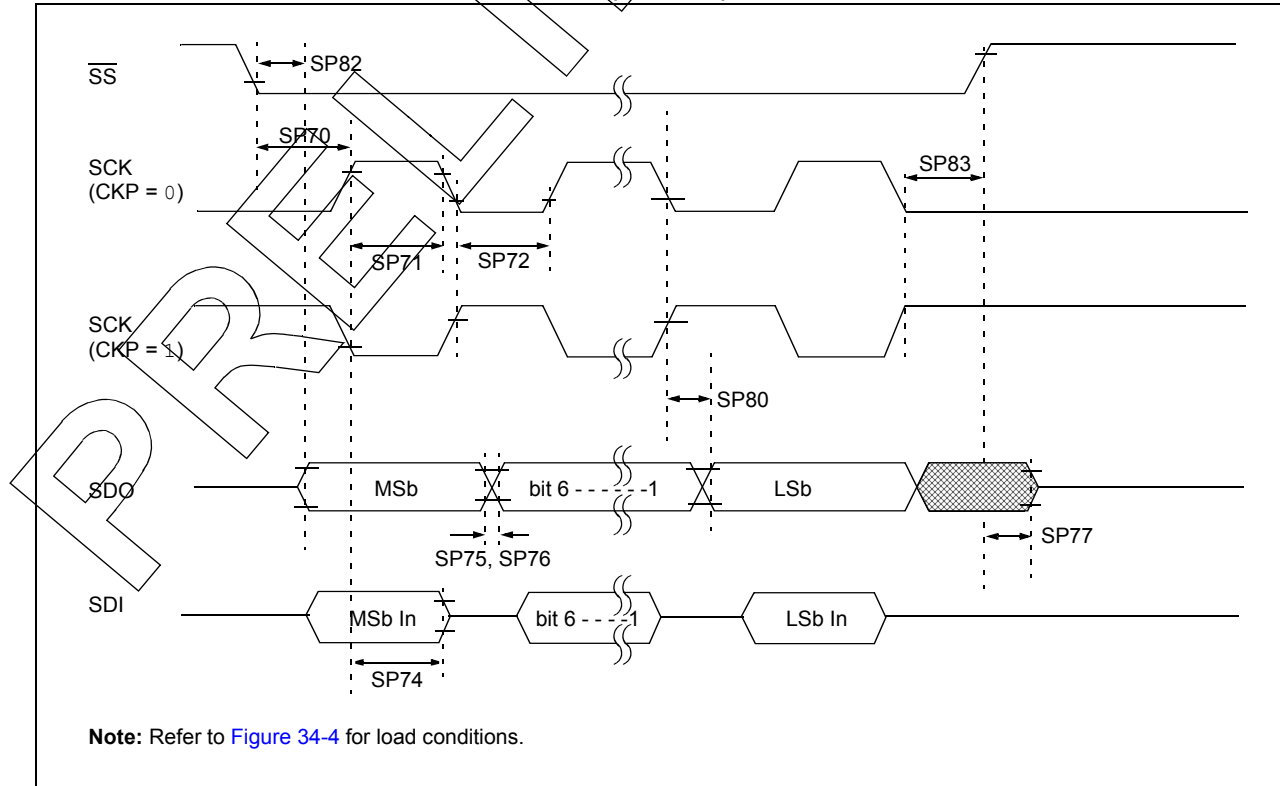 SS
SP82
SP70
SCK
(CKP = 0)
SP83
SP71
SP72
SCK
(CKP = 1)
SP80
SDO
MSb
bit 6 - - - - - -1
LSb
SP77
SP75, SP76
SDI
MSb In
bit 6 - - - -1
LSb In
SP74
Note: Refer to Figure 34-4 for load conditions.
PRELI